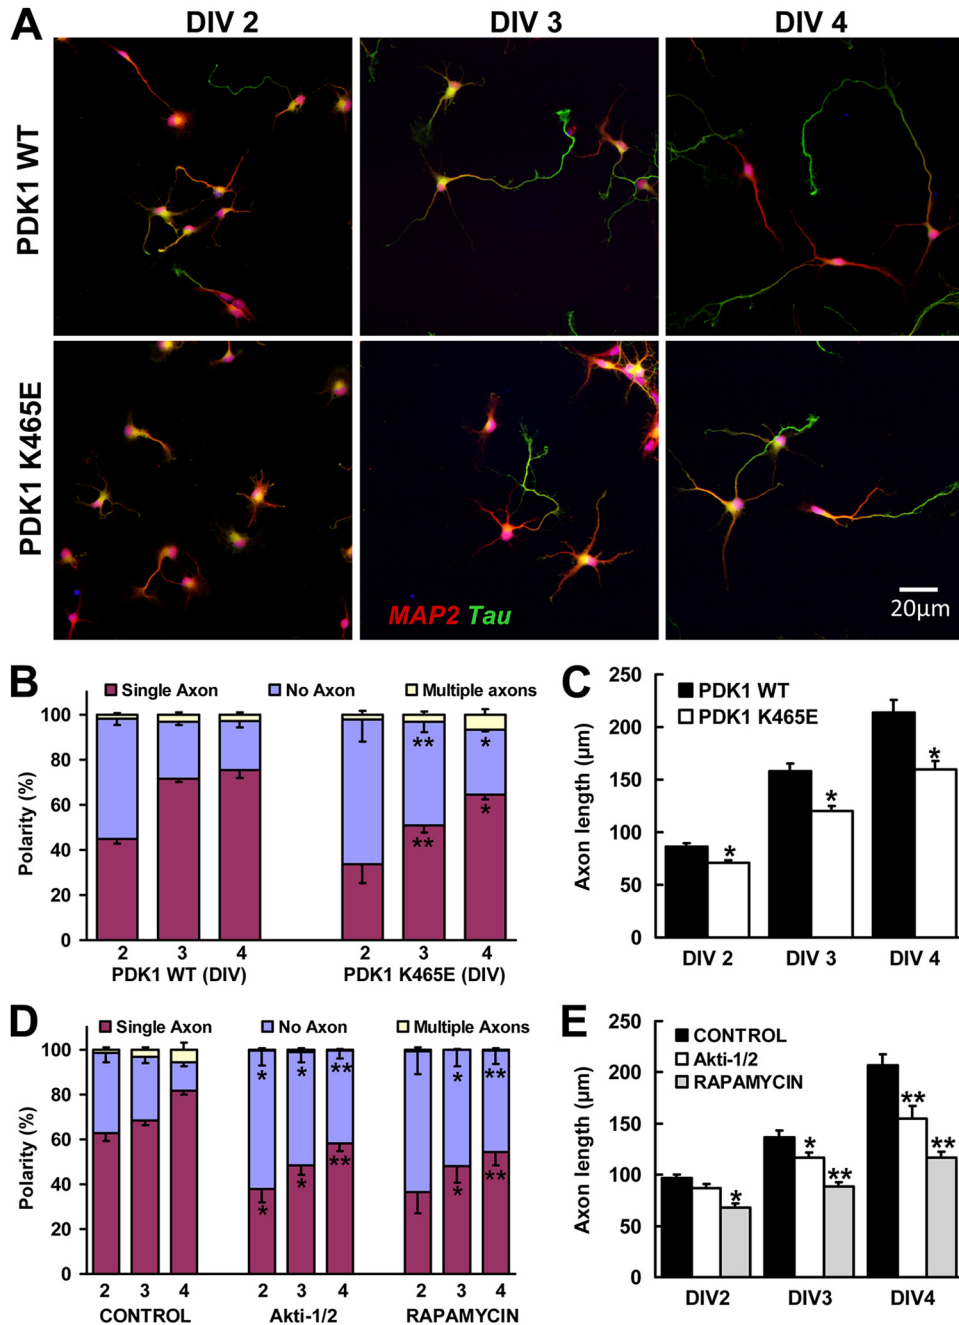 A
DIV 2 DIV 3 DIV 4
PDK1 WT
PDK1 K465E
MAP2 Tau
20µm
B
Single Axon No Axon Multiple axons
Polarity (%)
100
80
60
40
20
0
** *
** *
2 3 4 2 3 4
PDK1 WT (DIV) PDK1 K465E (DIV)
C
Axon length (µm)
250
200
150
100
50
0
PDK1 WT
PDK1 K465E
* * *
DIV 2 DIV 3 DIV 4
D
Single Axon No Axon Multiple Axons
Polarity (%)
100
80
60
40
20
0
* * ** * **
* * ** * **
2 3 4 2 3 4 2 3 4
CONTROL Akti-1/2 RAPAMYCIN
E
Axon length (µm)
250
200
150
100
50
0
CONTROL
Akti-1/2
RAPAMYCIN
* * ** ** **
DIV2 DIV3 DIV4